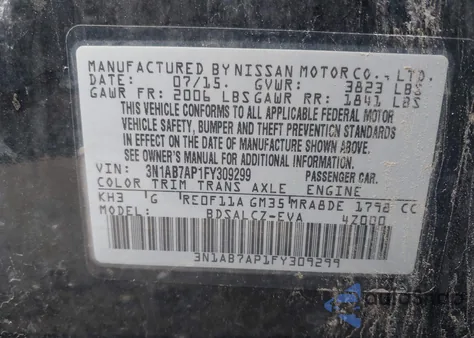 MANUFACTURED BY NISSAN MOTOR CO., LTD.
DATE: 07/15. GVWR: 3823 LBS
GAWR FR: 2006 LBS GAWR RR: 1841 LBS
THIS VEHICLE CONFORMS TO ALL APPLICABLE FEDERAL MOTOR
VEHICLE SAFETY, BUMPER AND THEFT PREVENTION STANDARDS
IN EFFECT ON THE DATE OF MANUFACTURE SHOWN ABOVE.
SEE OWNER'S MANUAL FOR ADDITIONAL INFORMATION
VIN: 3N1AB7AP1FY309299 PASSENGER CAR
COLOR TRIM TRANS AXLE ENGINE
KH3 G RE0F11A GM35 MRA8DE 1798 CC
MODEL: BDSALCZ-EVA 4Z000
3N1AB7AP1FY309299